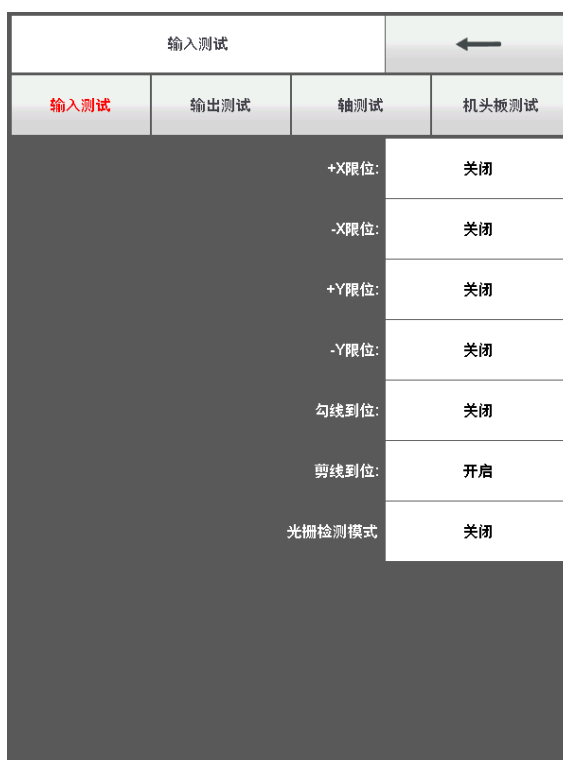 输入测试
输入测试 输出测试 轴测试 机头板测试
+X限位: 关闭
-X限位: 关闭
+Y限位: 关闭
-Y限位: 关闭
勾线到位: 关闭
剪线到位: 开启
光栅检测模式 关闭